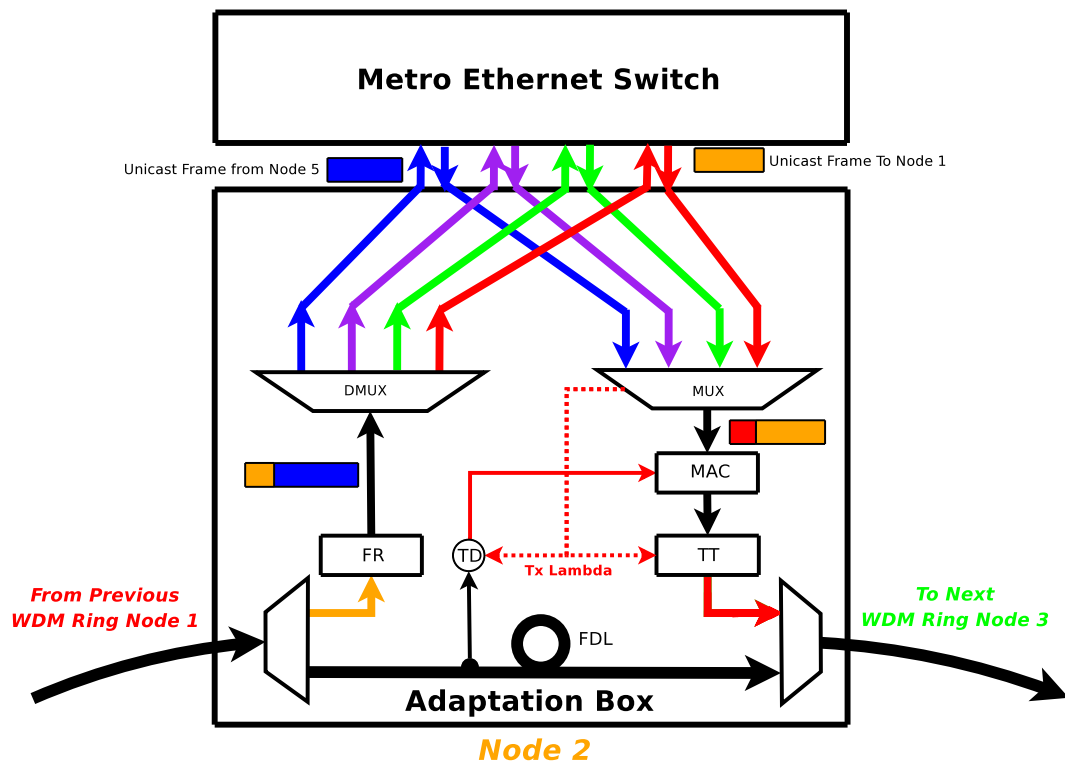 Metro Ethernet Switch
Unicast Frame from Node 5
Unicast Frame To Node 1
DMUX
MUX
MAC
FR
TD
TT
Tx Lambda
From Previous
WDM Ring Node 1
To Next
WDM Ring Node 3
FDL
Adaptation Box
Node 2